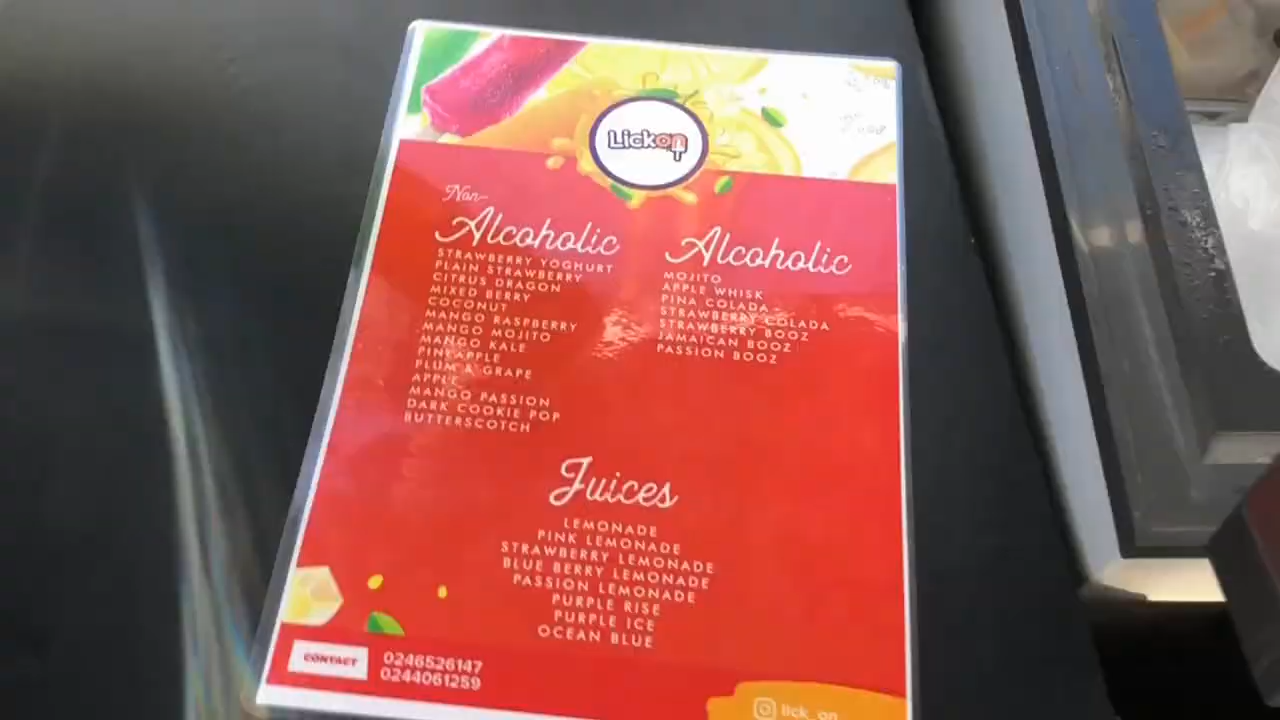 Lickon
Non-
Alcoholic
STRAWBERRY YOGHURT
PLAIN STRAWBERRY
CITRUS DRAGON
MIXED BERRY
COCONUT
MANGO RASPBERRY
MANGO MOJITO
MANGO KALE
PINEAPPLE
PLUM & GRAPE
APPLE
MANGO PASSION
DARK COOKIE POP
BUTTERSCOTCH
Alcoholic
MOJITO
APPLE WHISK
PINA COLADA
STRAWBERRY COLADA
STRAWBERRY BOOZ
JAMAICAN BOOZ
PASSION BOOZ
Juices
LEMONADE
PINK LEMONADE
STRAWBERRY LEMONADE
BLUE BERRY LEMONADE
PASSION LEMONADE
PURPLE RISE
PURPLE ICE
OCEAN BLUE
CONTACT
0246526147
0244061259
lick_on